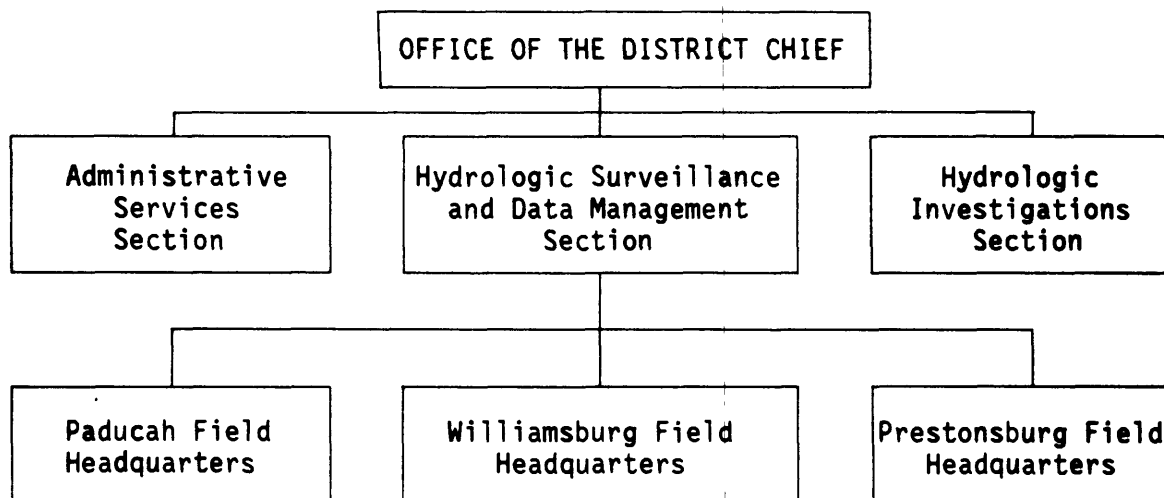 OFFICE OF THE DISTRICT CHIEF
Administrative
Services
Section
Hydrologic Surveillance
and Data Management
Section
Hydrologic
Investigations
Section
Paducah Field
Headquarters
Williamsburg Field
Headquarters
Prestonsburg Field
Headquarters